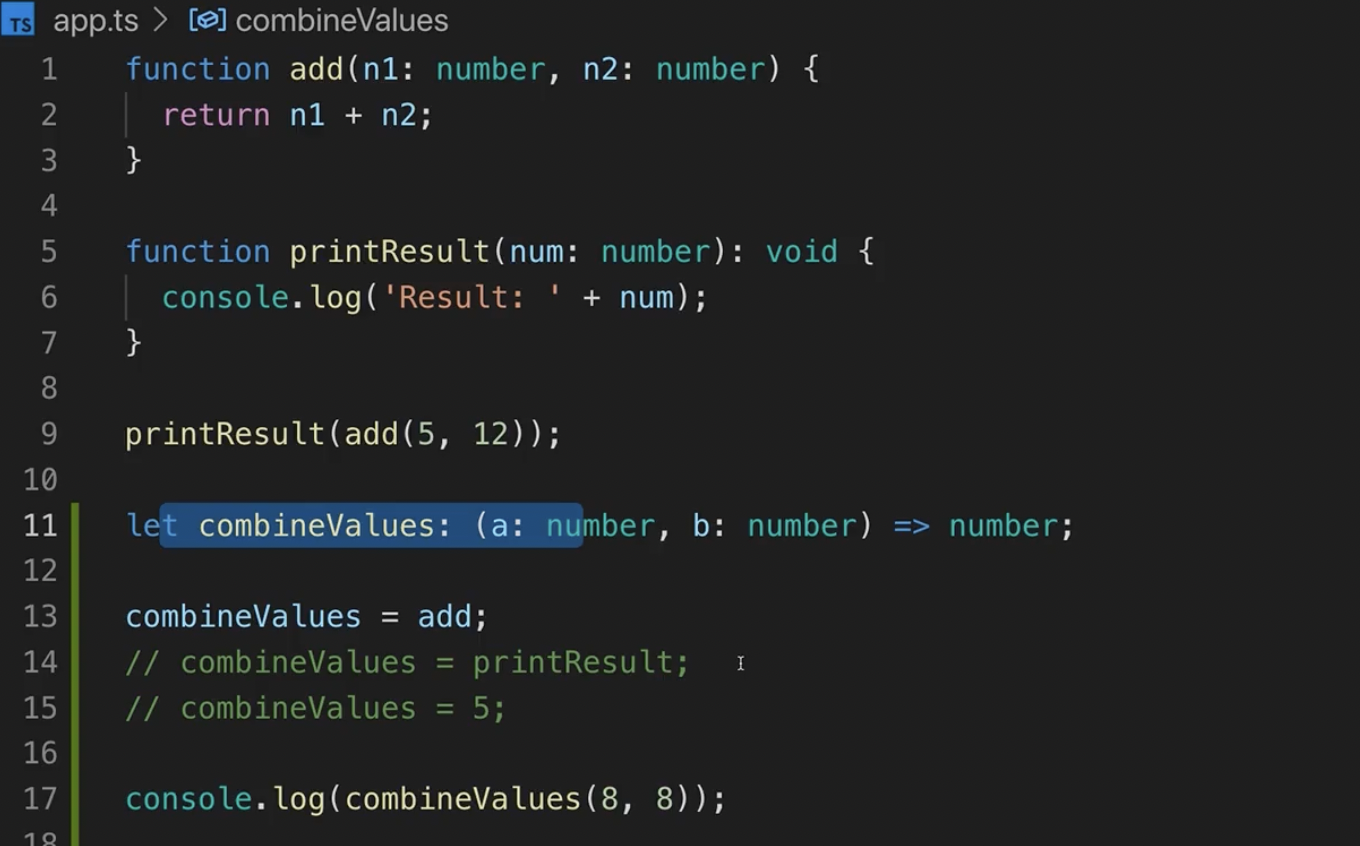 TS app.ts > combineValues
1 function add(n1: number, n2: number) {
2 return n1 + n2;
3 }
4
5 function printResult(num: number): void {
6 console.log('Result: ' + num);
7 }
8
9 printResult(add(5, 12));
10
11 let combineValues: (a: number, b: number) => number;
12
13 combineValues = add;
14 // combineValues = printResult;
15 // combineValues = 5;
16
17 console.log(combineValues(8, 8));
18